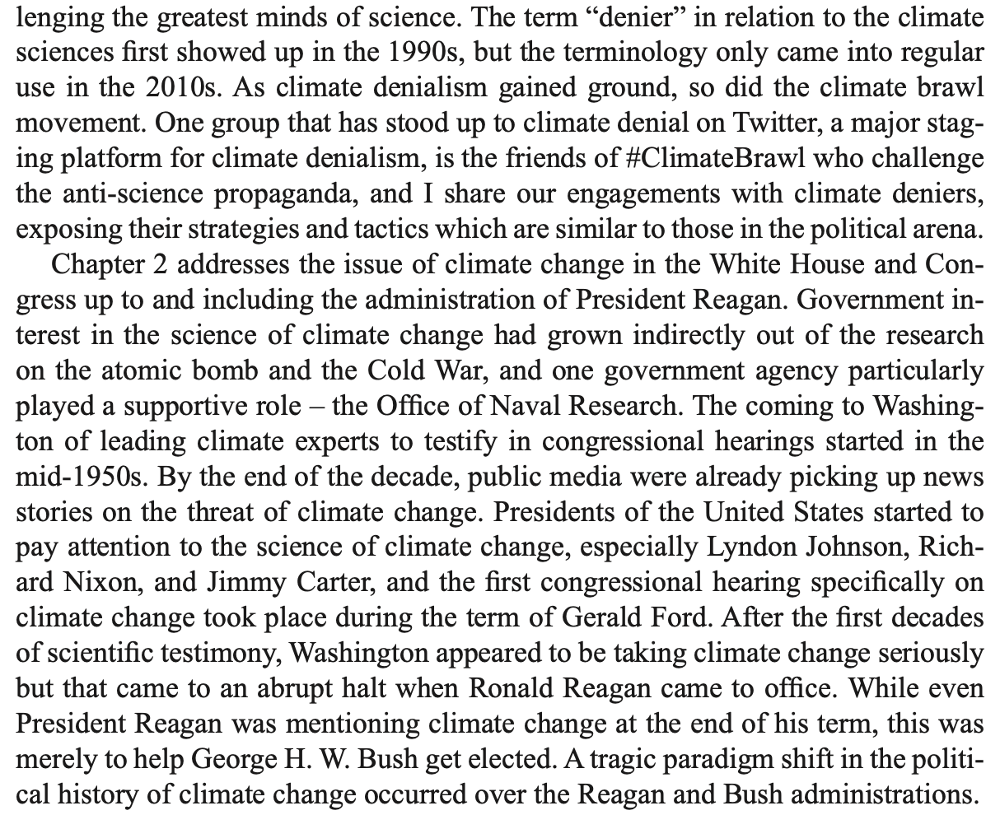 lenging the greatest minds of science. The term “denier” in relation to the climate
sciences first showed up in the 1990s, but the terminology only came into regular
use in the 2010s. As climate denialism gained ground, so did the climate brawl
movement. One group that has stood up to climate denial on Twitter, a major stag-
ing platform for climate denialism, is the friends of #ClimateBrawl who challenge
the anti-science propaganda, and I share our engagements with climate deniers,
exposing their strategies and tactics which are similar to those in the political arena.
Chapter 2 addresses the issue of climate change in the White House and Con-
gress up to and including the administration of President Reagan. Government in-
terest in the science of climate change had grown indirectly out of the research
on the atomic bomb and the Cold War, and one government agency particularly
played a supportive role – the Office of Naval Research. The coming to Washing-
ton of leading climate experts to testify in congressional hearings started in the
mid-1950s. By the end of the decade, public media were already picking up news
stories on the threat of climate change. Presidents of the United States started to
pay attention to the science of climate change, especially Lyndon Johnson, Rich-
ard Nixon, and Jimmy Carter, and the first congressional hearing specifically on
climate change took place during the term of Gerald Ford. After the first decades
of scientific testimony, Washington appeared to be taking climate change seriously
but that came to an abrupt halt when Ronald Reagan came to office. While even
President Reagan was mentioning climate change at the end of his term, this was
merely to help George H. W. Bush get elected. A tragic paradigm shift in the politi-
cal history of climate change occurred over the Reagan and Bush administrations.